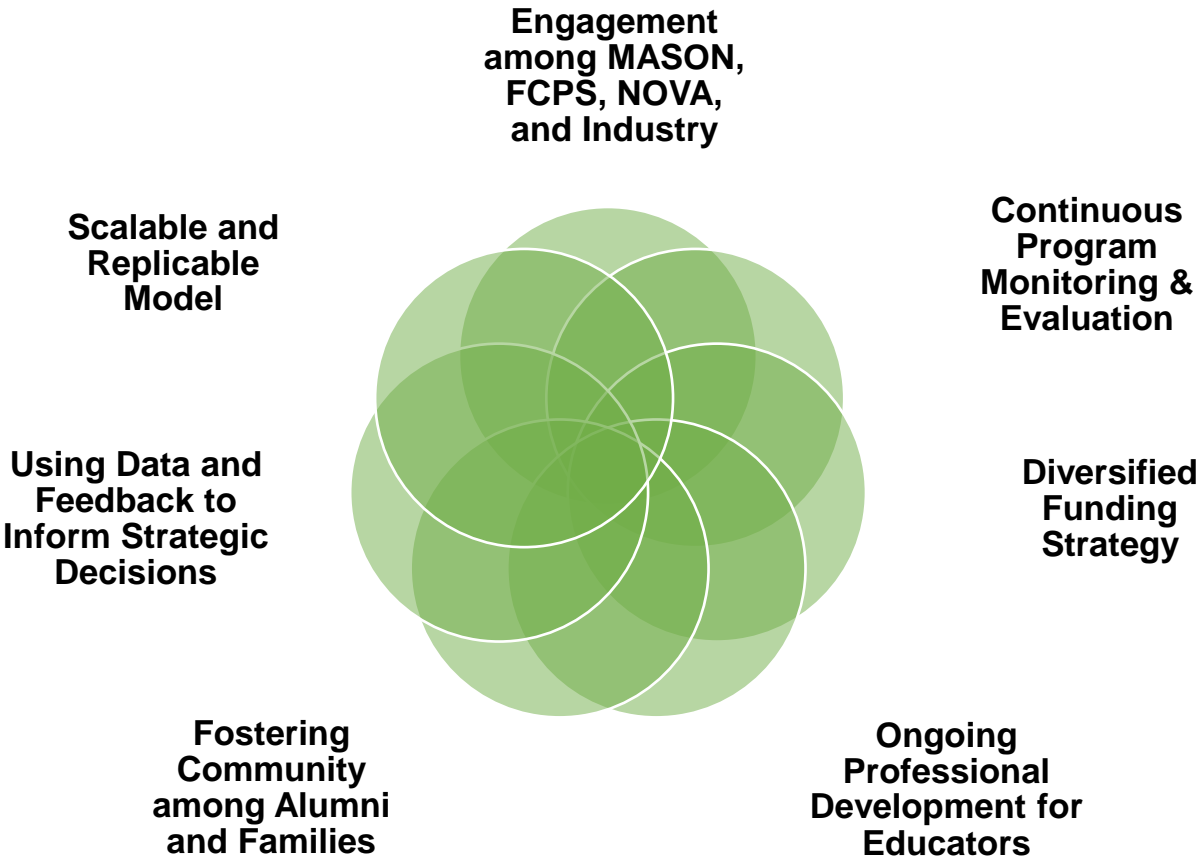 Engagement
among MASON,
FCPS, NOVA,
and Industry
Continuous
Program
Monitoring &
Evaluation
Diversified
Funding
Strategy
Ongoing
Professional
Development for
Educators
Fostering
Community
among Alumni
and Families
Using Data and
Feedback to
Inform Strategic
Decisions
Scalable and
Replicable
Model